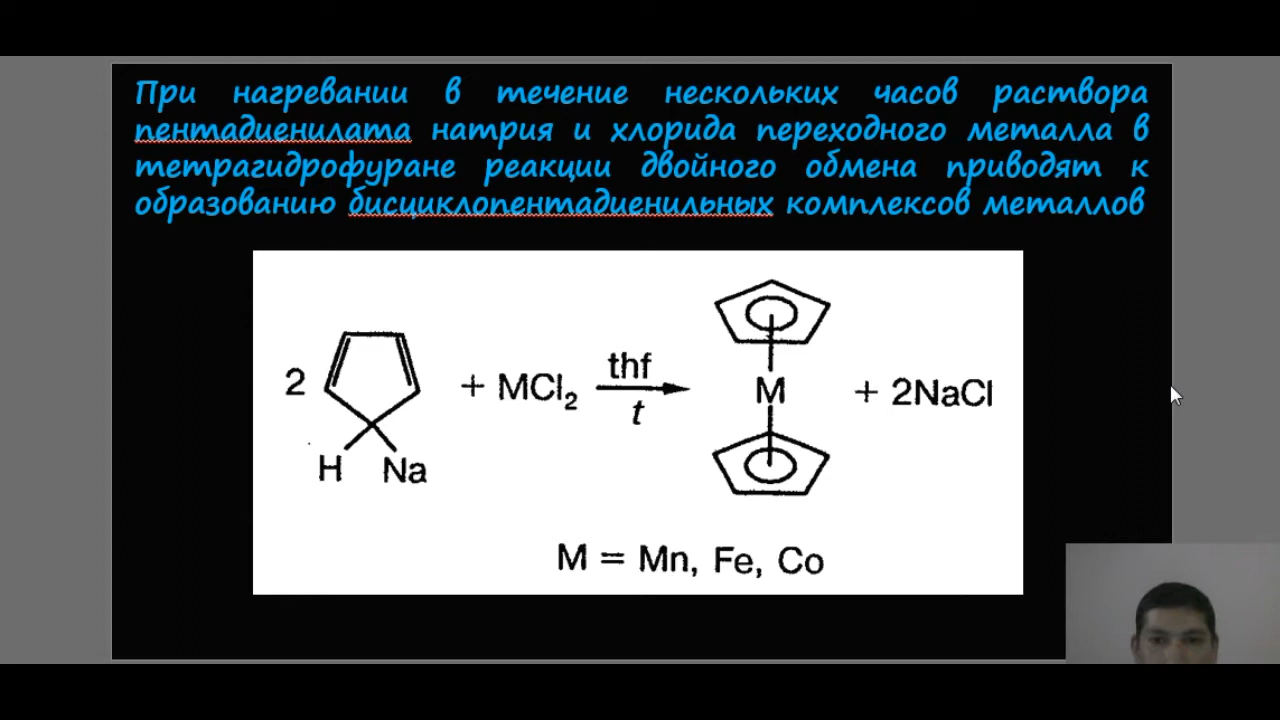 При нагревании в течение нескольких часов раствора
пентадиенилата натрия и хлорида переходного металла в
тетрагидрофуране реакции двойного обмена приводят к
образованию бисциклопентадиенильных комплексов металлов
2 + MCl₂ thf t M + 2NaCl
H Na
M = Mn, Fe, Co